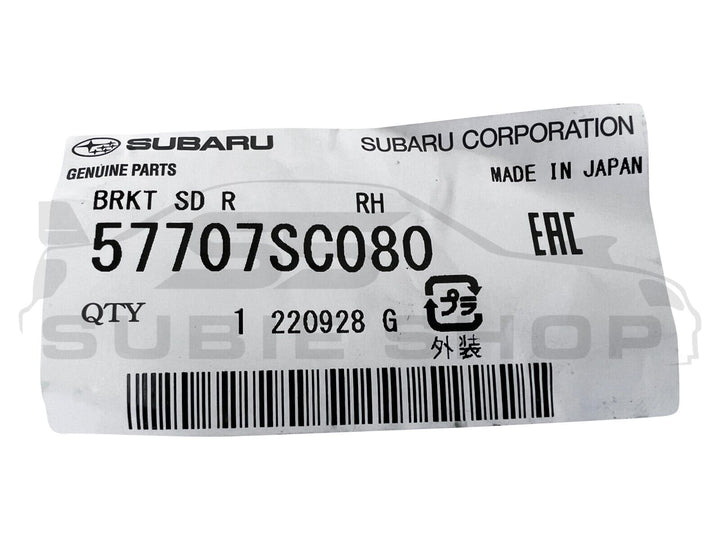 SUBARU
SUBARU CORPORATION
GENUINE PARTS
MADE IN JAPAN
BRKT SD R RH
57707SC080
EAC
QTY 1 220928 G
プラ
外装
SUBIE SHOP